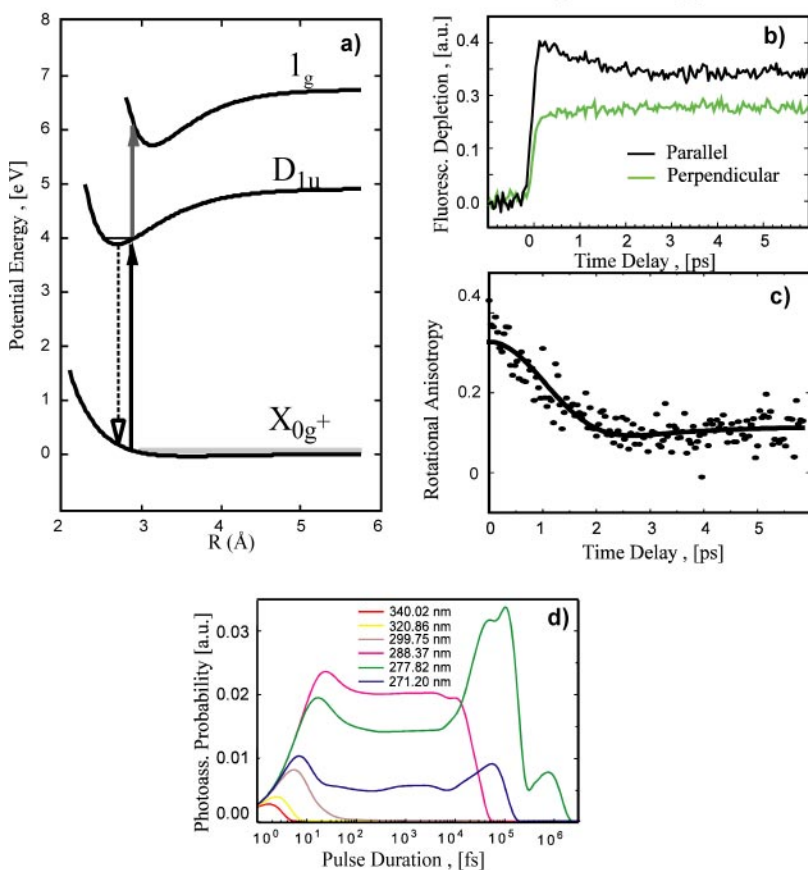 a)
1g
D1u
X0g+
Potential Energy , [eV]
7
6
5
4
3
2
1
0
2 3 4 5 6
R (Å)
b)
Fluoresc. Depletion , [a.u.]
0.4
0.3
0.1
0.0
Parallel
Perpendicular
0 1 2 3 4 5
Time Delay , [ps]
c)
Rotational Anisotropy
0.4
0.2
0
0 1 2 3 4 5
Time Delay , [ps]
d)
Photoass. Probability [a.u.]
0.03
0.02
0.01
0.00
340.02 nm
320.86 nm
299.75 nm
288.37 nm
277.82 nm
271.20 nm
10^0 10^1 10^2 10^3 10^4 10^5 10^6
Pulse Duration , [fs]